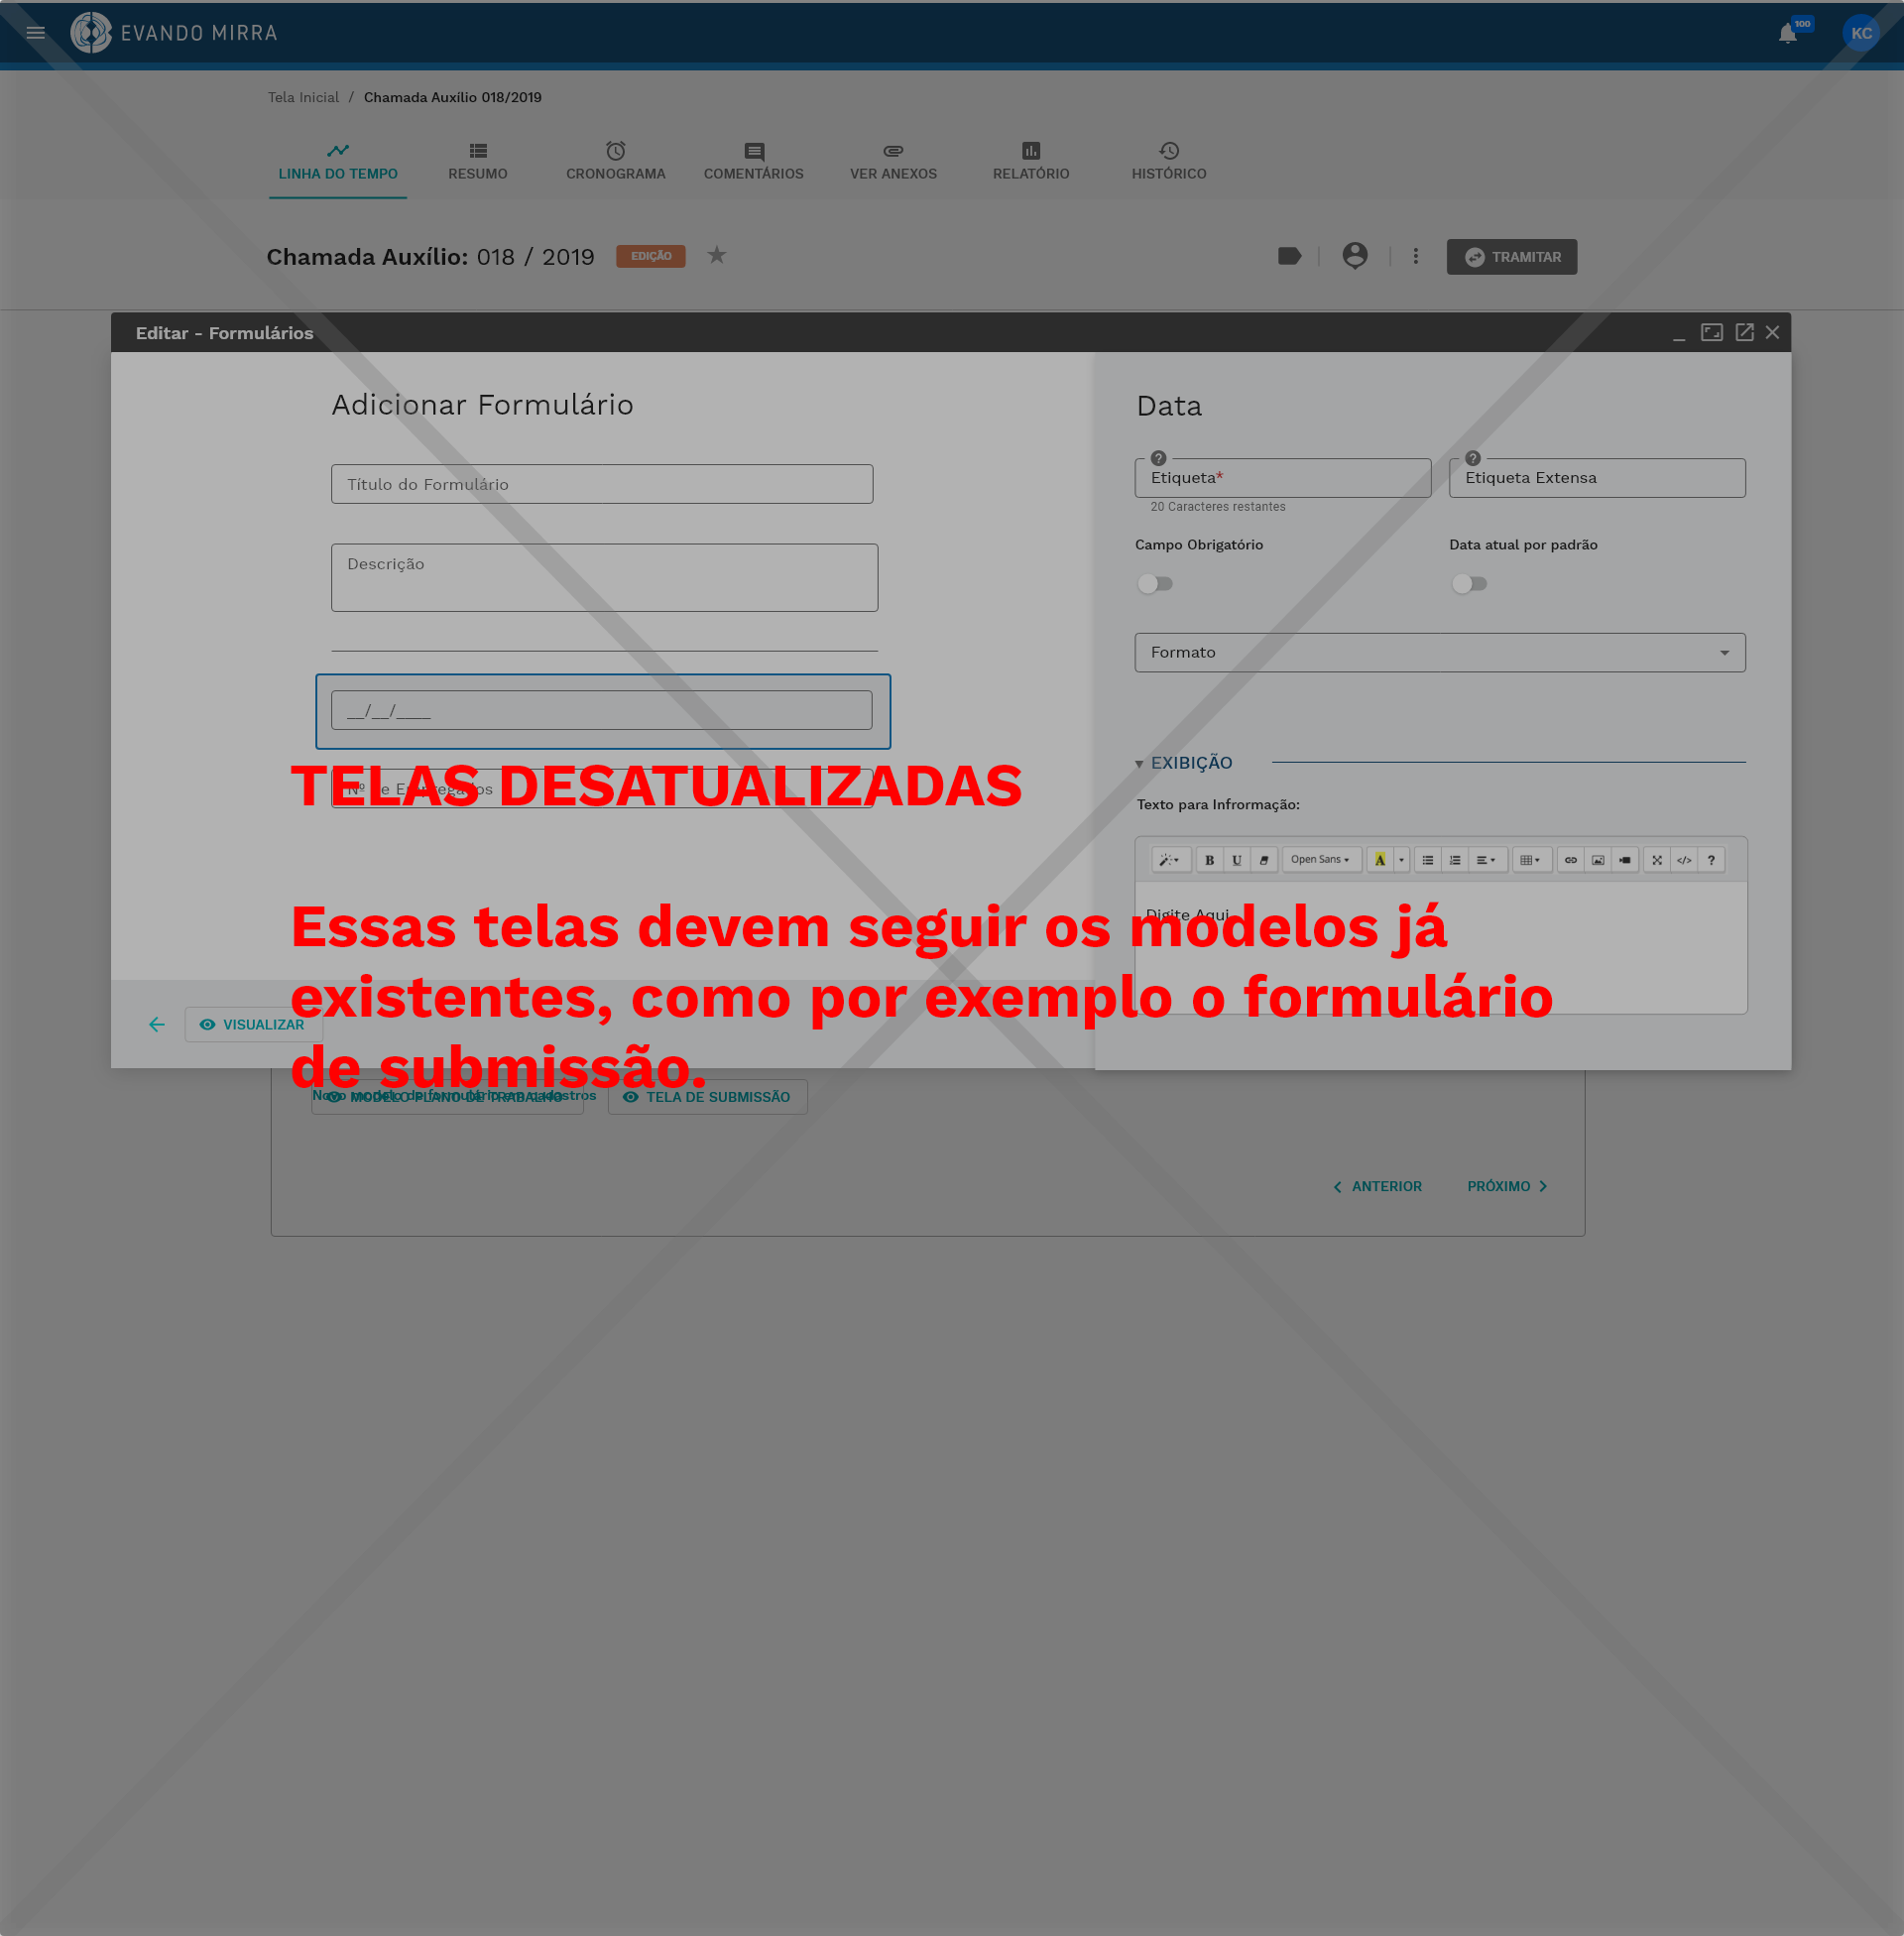 EVANDO MIRRA
100
KC
Tela Inicial / Chamada Auxílio 018/2019
LINHA DO TEMPO
RESUMO
CRONOGRAMA
COMENTÁRIOS
VER ANEXOS
RELATÓRIO
HISTÓRICO
Chamada Auxílio: 018 / 2019
EDIÇÃO
TRAMITAR
Editar - Formulários
Adicionar Formulário
Título do Formulário
Descrição
__/__/____
Nº de Empregados
Data
Etiqueta*
20 Caracteres restantes
Etiqueta Extensa
Campo Obrigatório
Data atual por padrão
Formato
EXIBIÇÃO
Texto para Infrormação:
B U Open Sans A </> ?
Digite Aqui
TELAS DESATUALIZADAS
Essas telas devem seguir os modelos já
existentes, como por exemplo o formulário
de submissão.
VISUALIZAR
Novo modelo de formulário em cadastros
MODELO PLANO DE TRABALHO
TELA DE SUBMISSÃO
ANTERIOR
PRÓXIMO